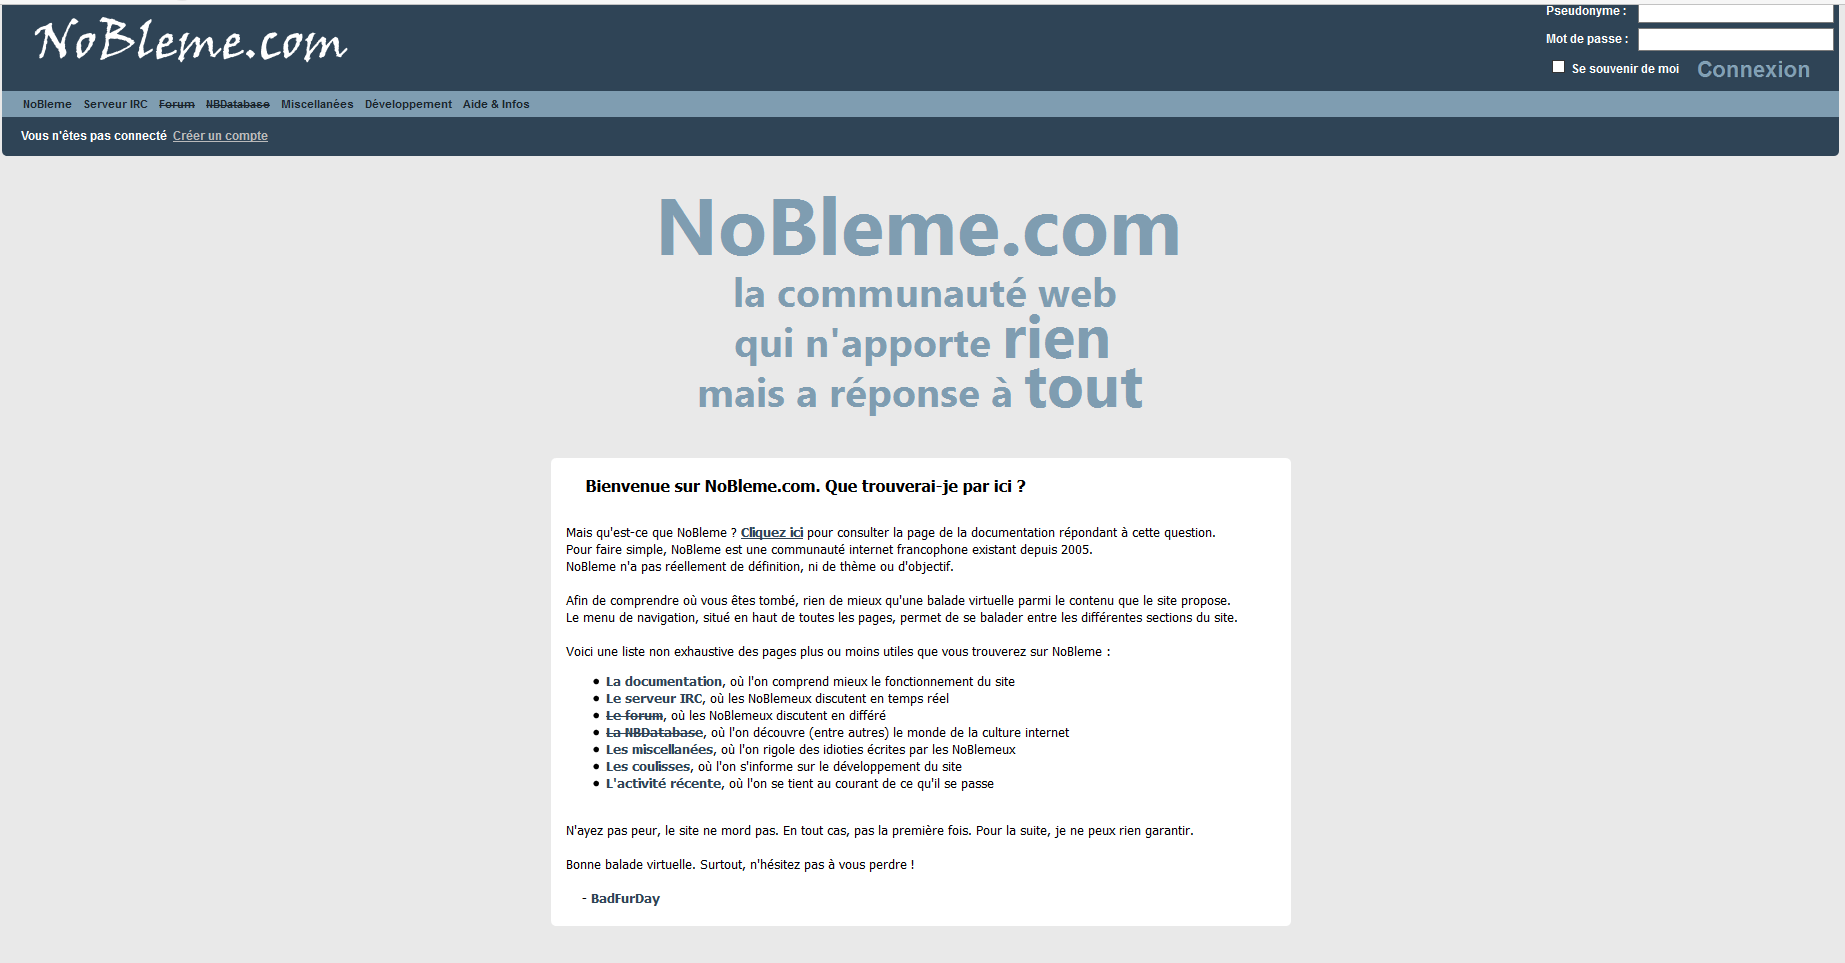 NoBleme.com
Pseudonyme :
Mot de passe :
Se souvenir de moi Connexion
NoBleme Serveur IRC Forum NBDatabase Miscellanées Développement Aide & Infos
Vous n'êtes pas connecté Créer un compte
NoBleme.com
la communauté web
qui n'apporte rien
mais a réponse à tout
Bienvenue sur NoBleme.com. Que trouverai-je par ici ?
Mais qu'est-ce que NoBleme ? Cliquez ici pour consulter la page de la documentation répondant à cette question.
Pour faire simple, NoBleme est une communauté internet francophone existant depuis 2005.
NoBleme n'a pas réellement de définition, ni de thème ou d'objectif.
Afin de comprendre où vous êtes tombé, rien de mieux qu'une balade virtuelle parmi le contenu que le site propose.
Le menu de navigation, situé en haut de toutes les pages, permet de se balader entre les différentes sections du site.
Voici une liste non exhaustive des pages plus ou moins utiles que vous trouverez sur NoBleme :
• La documentation, où l'on comprend mieux le fonctionnement du site
• Le serveur IRC, où les NoBlemeux discutent en temps réel
• Le forum, où les NoBlemeux discutent en différé
• La NBDatabase, où l'on découvre (entre autres) le monde de la culture internet
• Les miscellanées, où l'on rigole des idioties écrites par les NoBlemeux
• Les coulisses, où l'on s'informe sur le développement du site
• L'activité récente, où l'on se tient au courant de ce qu'il se passe
N'ayez pas peur, le site ne mord pas. En tout cas, pas la première fois. Pour la suite, je ne peux rien garantir.
Bonne balade virtuelle. Surtout, n'hésitez pas à vous perdre !
- BadFurDay